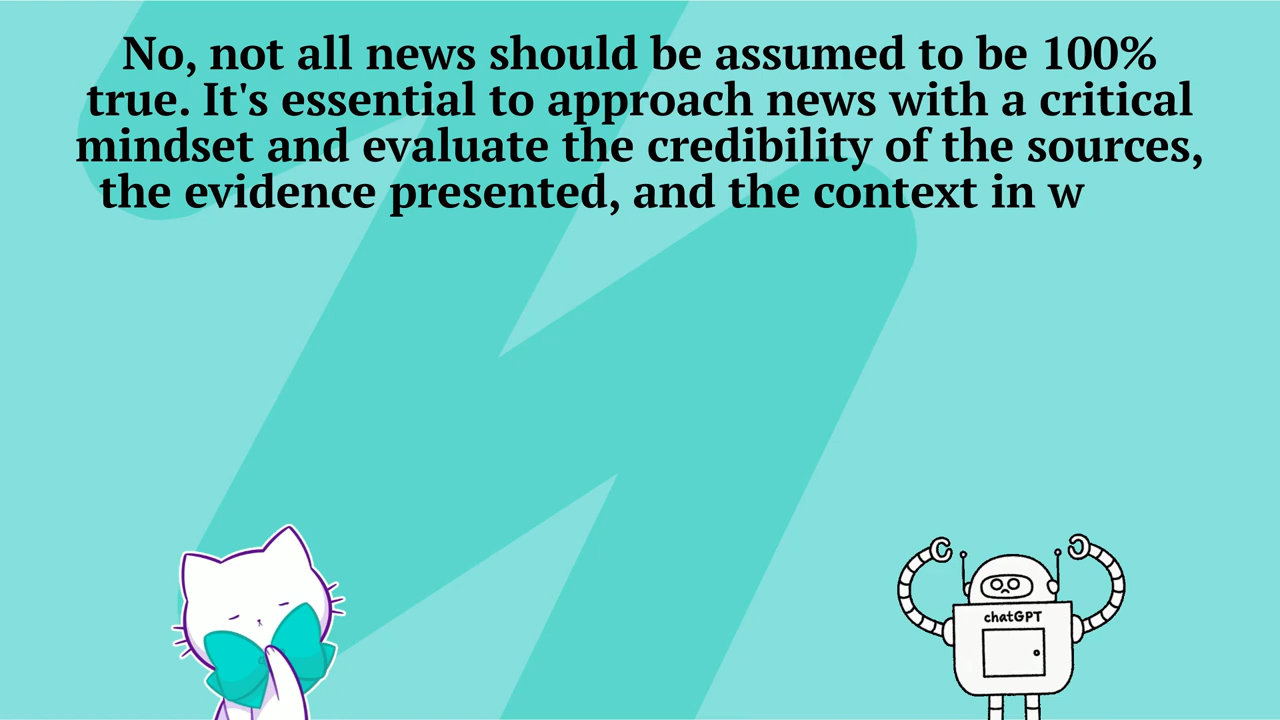 No, not all news should be assumed to be 100%
true. It's essential to approach news with a critical
mindset and evaluate the credibility of the sources,
the evidence presented, and the context in w
chatGPT